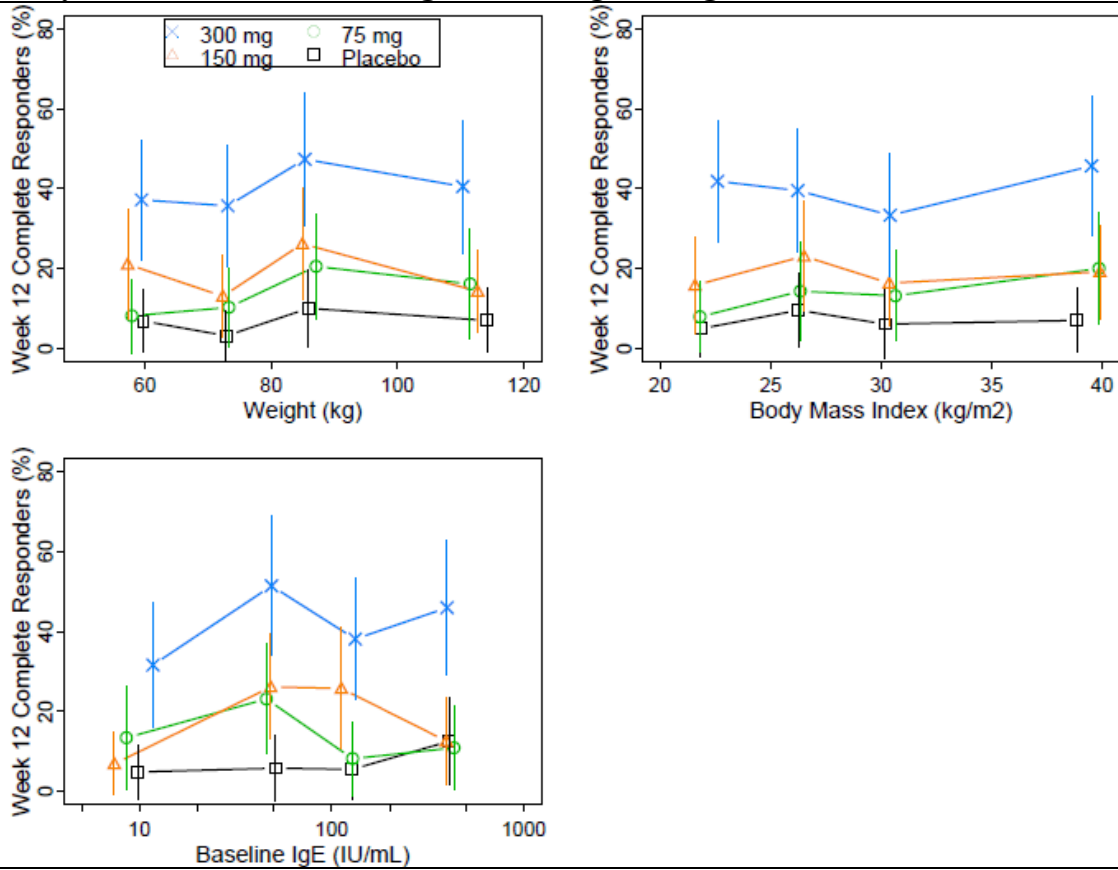 Week 12 Complete Responders (%)
80
60
40
20
0
300 mg
75 mg
150 mg
Placebo
60
80
100
120
Weight (kg)
Week 12 Complete Responders (%)
80
60
40
20
0
20
25
30
35
40
Body Mass Index (kg/m2)
Week 12 Complete Responders (%)
80
60
40
20
0
10
100
1000
Baseline IgE (IU/mL)